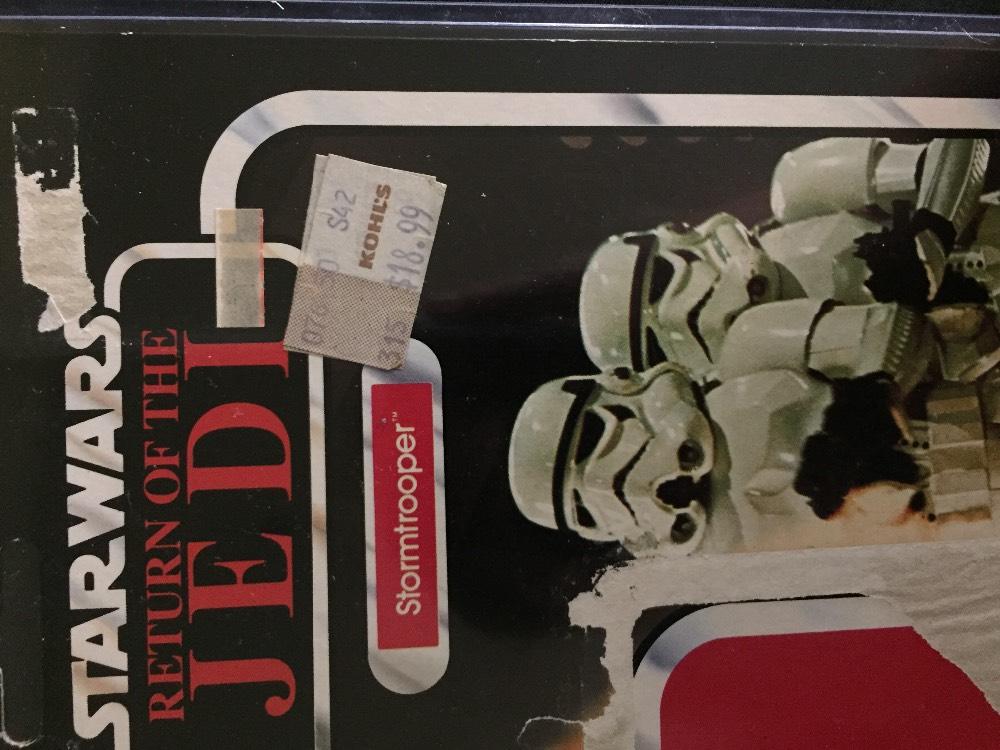 STAR WARS
RETURN OF THE
JEDI
Stormtrooper™
S42
KOHL'S
$18.99
315